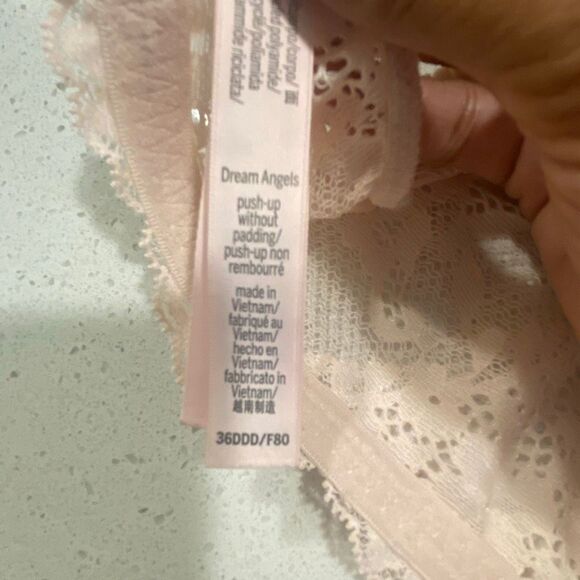 Dream Angels
push-up
without
padding/
push-up non
rembourré
made in
Vietnam/
fabriqué au
Vietnam/
hecho en
Vietnam/
fabbricato in
Vietnam/
越南制造
36DDD/F80